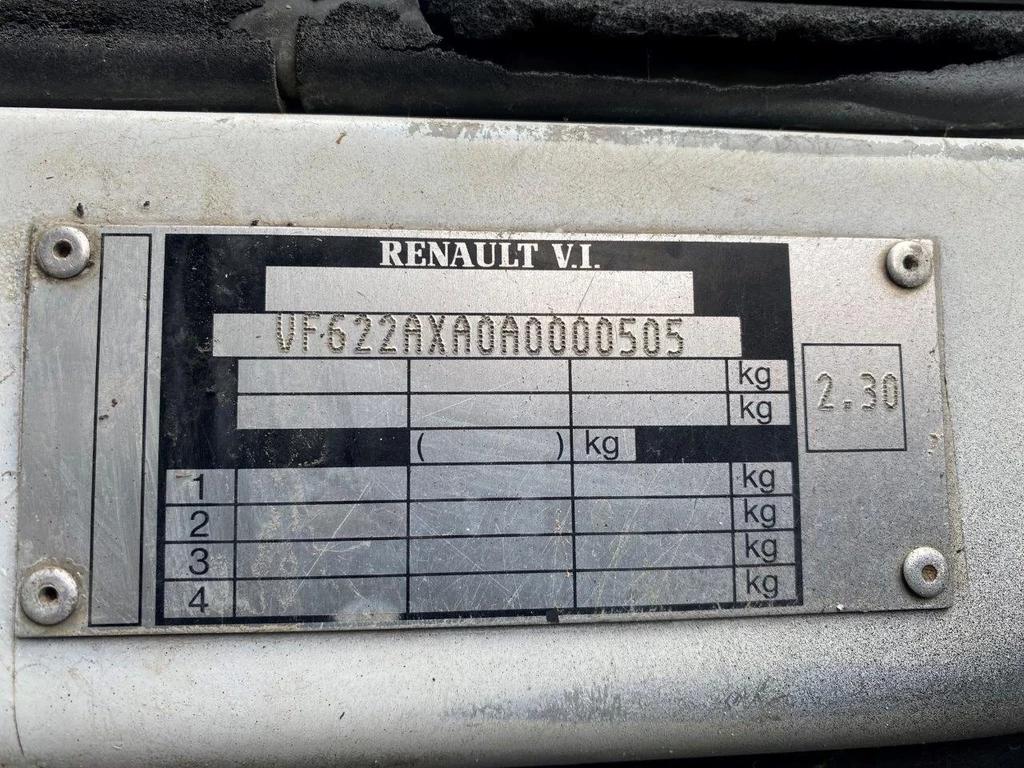 RENAULT V.I.
VF622AXA0A0000505
kg
kg
2.30
( ) kg
1 kg
2 kg
3 kg
4 kg